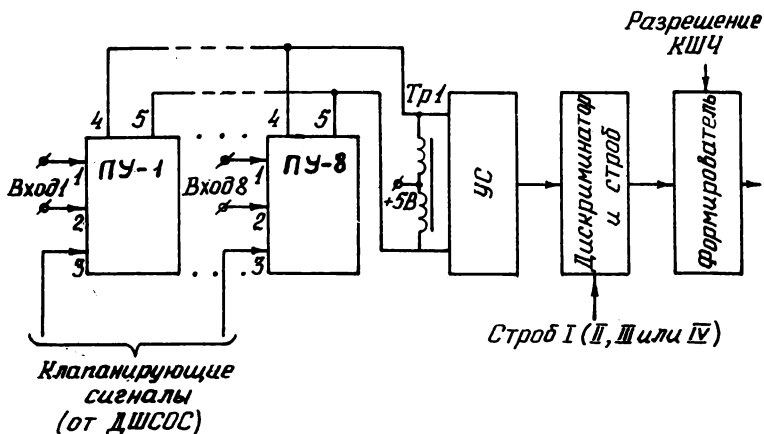 Разрешение
КШЧ
4 5 4 5 Тр1
ПУ-1
. . .
ПУ-8
1 1
Вход1
Вход8
+5В
2 2
3 3
. . .
УС
Дискриминатор
и строб
Формирователь
Строб I (II, III или IV)
Клапанирующие
сигналы
(от ДШСОС)